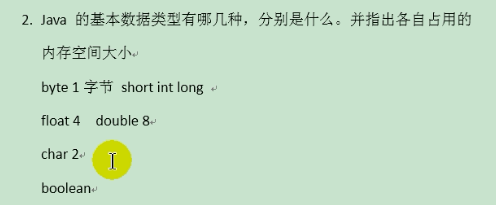 2. Java 的基本数据类型有哪几种，分别是什么。并指出各自占用的
内存空间大小
byte 1 字节 short int long
float 4 double 8
char 2
boolean